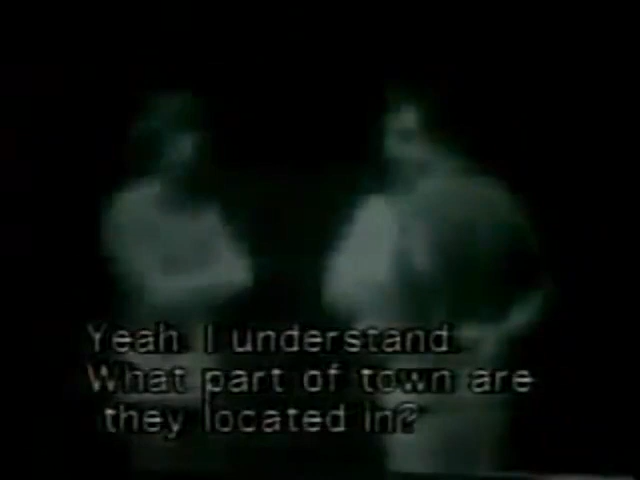 Yeah I understand.
What part of town are
they located in?